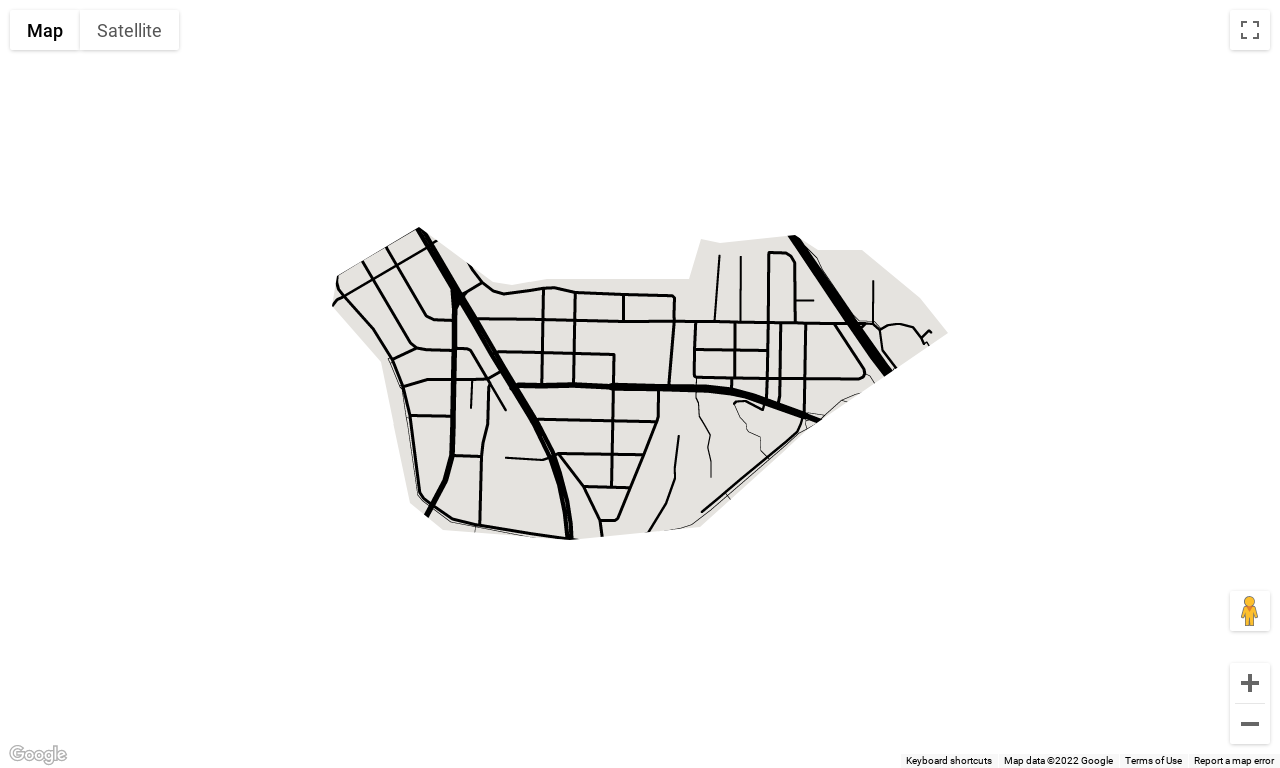 Map
Satellite
Google
Keyboard shortcuts
Map data ©2022 Google
Terms of Use
Report a map error